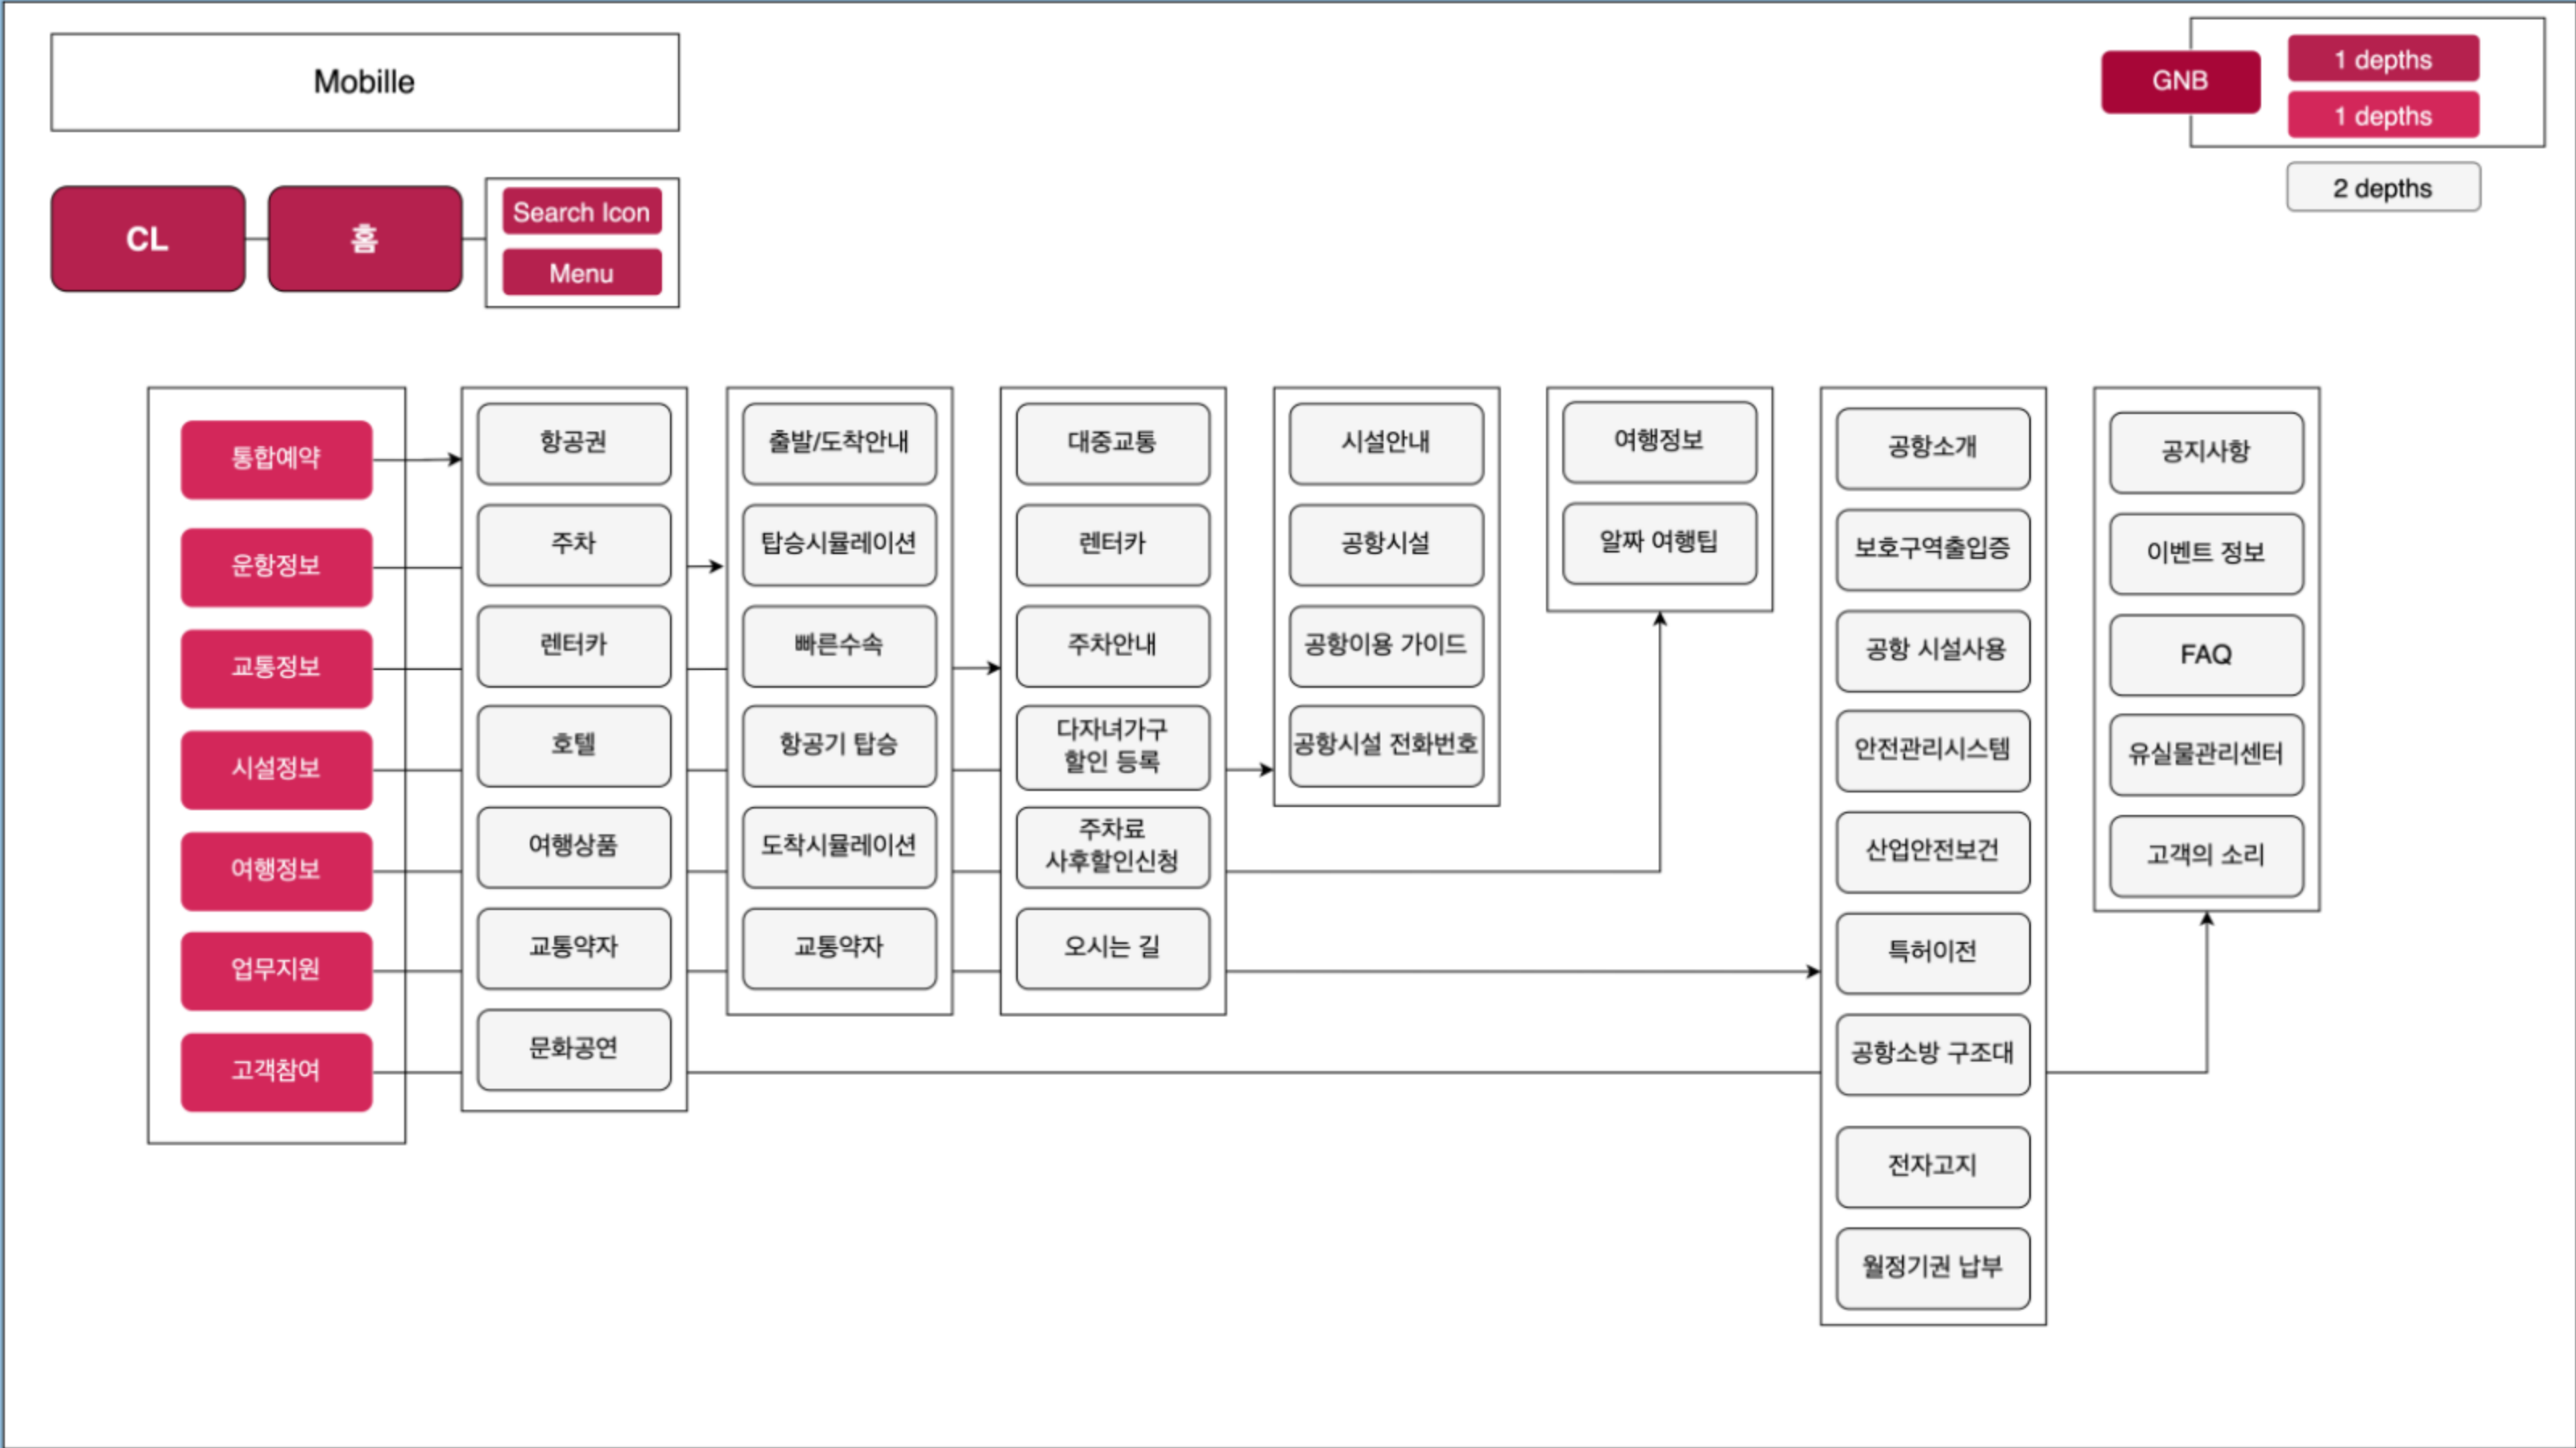 Mobille
GNB
1 depths
1 depths
2 depths
CL
홈
Search Icon
Menu
통합예약
운항정보
교통정보
시설정보
여행정보
업무지원
고객참여
항공권
주차
렌터카
호텔
여행상품
교통약자
문화공연
출발/도착안내
탑승시뮬레이션
빠른수속
항공기 탑승
도착시뮬레이션
교통약자
대중교통
렌터카
주차안내
다자녀가구
할인 등록
주차료
사후할인신청
오시는 길
시설안내
공항시설
공항이용 가이드
공항시설 전화번호
여행정보
알짜 여행팁
공항소개
보호구역출입증
공항 시설사용
안전관리시스템
산업안전보건
특허이전
공항소방 구조대
전자고지
월정기권 납부
공지사항
이벤트 정보
FAQ
유실물관리센터
고객의 소리